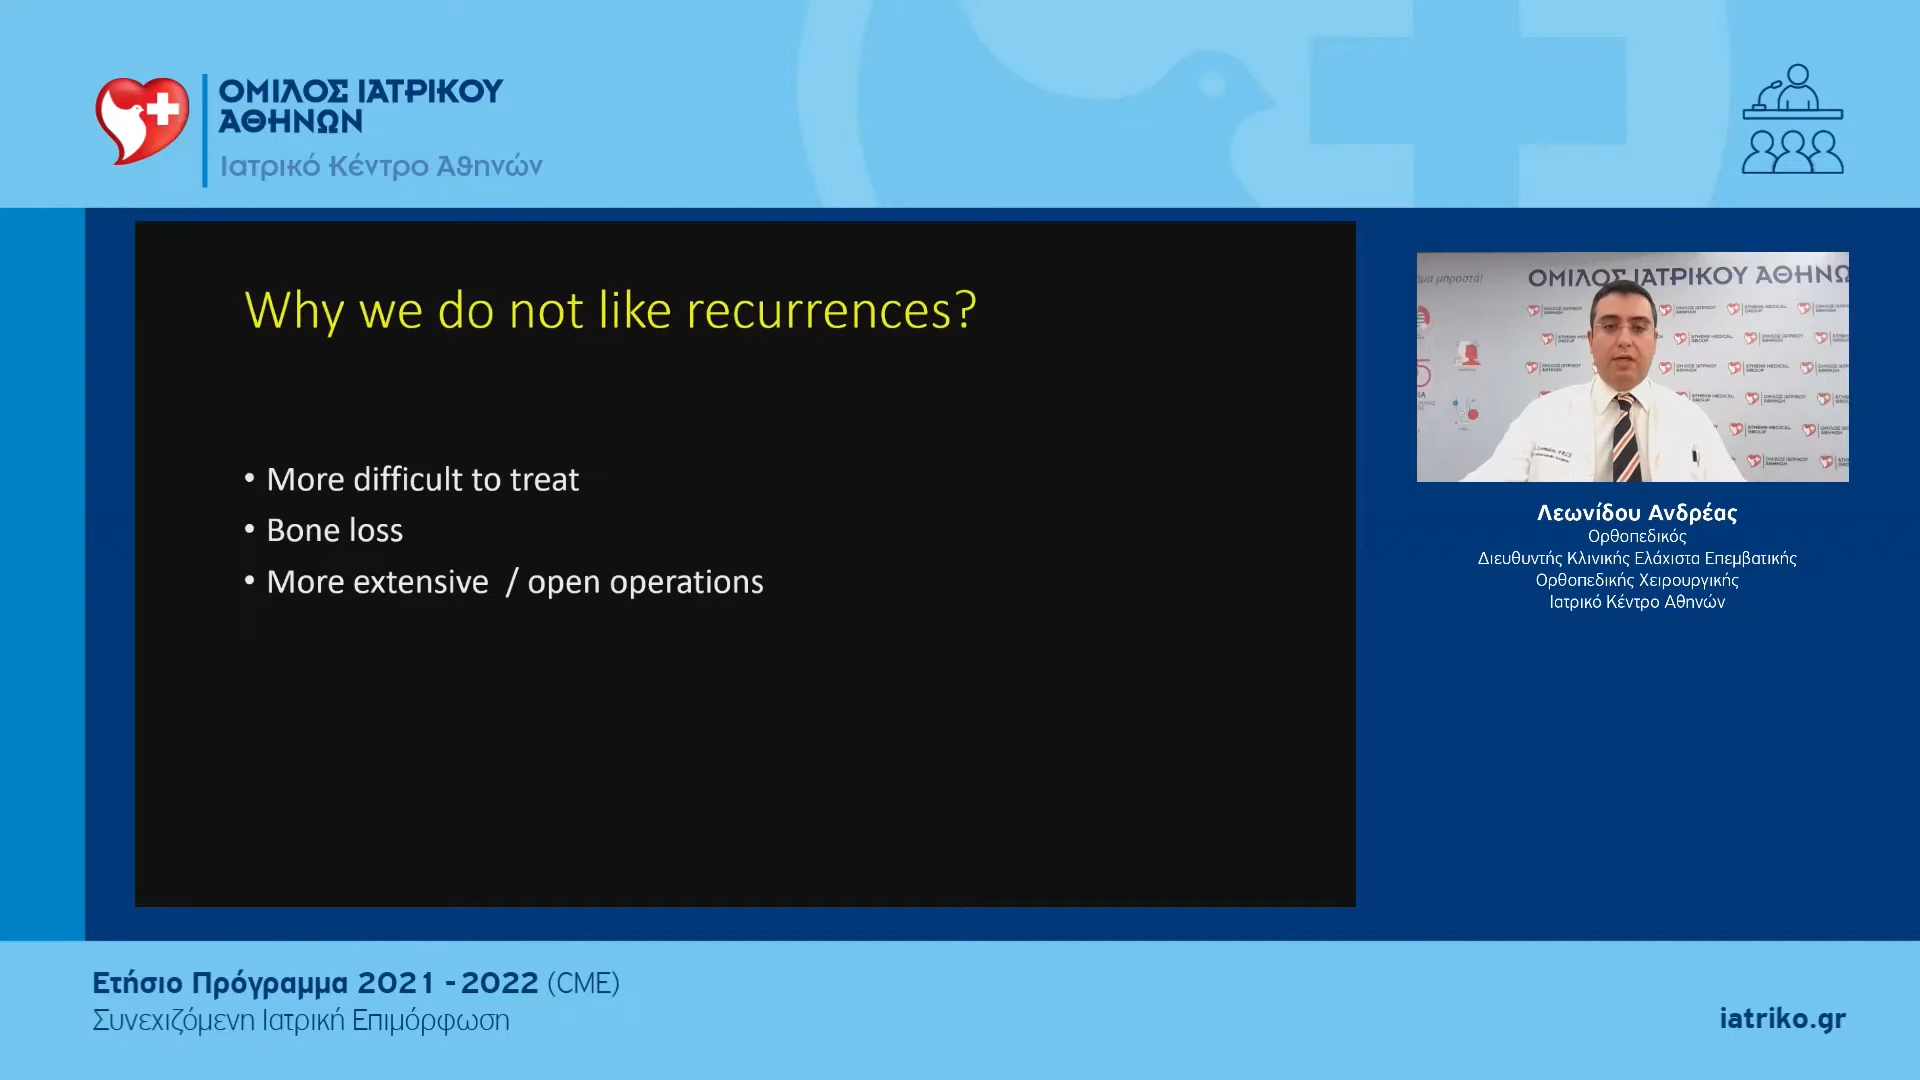 ΟΜΙΛΟΣ ΙΑΤΡΙΚΟΥ
ΑΘΗΝΩΝ
Ιατρικό Κέντρο Αθηνών
Why we do not like recurrences?
• More difficult to treat
• Bone loss
• More extensive / open operations
μπροστά!
ΟΜΙΛΟΣ ΙΑΤΡΙΚΟΥ ΑΘΗΝΩ
Λεωνίδου Ανδρέας
Ορθοπεδικός
Διευθυντής Κλινικής Ελάχιστα Επεμβατικής
Ορθοπεδικής Χειρουργικής
Ιατρικό Κέντρο Αθηνών
Ετήσιο Πρόγραμμα 2021 - 2022 (CME)
Συνεχιζόμενη Ιατρική Επιμόρφωση
iatriko.gr